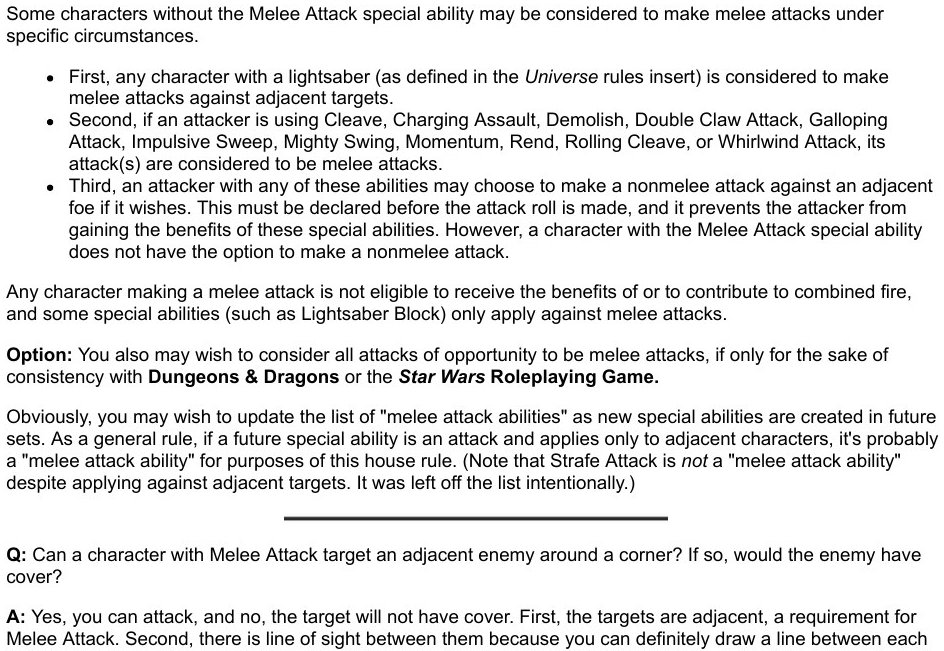 Some characters without the Melee Attack special ability may be considered to make melee attacks under
specific circumstances.
• First, any character with a lightsaber (as defined in the Universe rules insert) is considered to make
melee attacks against adjacent targets.
• Second, if an attacker is using Cleave, Charging Assault, Demolish, Double Claw Attack, Galloping
Attack, Impulsive Sweep, Mighty Swing, Momentum, Rend, Rolling Cleave, or Whirlwind Attack, its
attack(s) are considered to be melee attacks.
• Third, an attacker with any of these abilities may choose to make a nonmelee attack against an adjacent
foe if it wishes. This must be declared before the attack roll is made, and it prevents the attacker from
gaining the benefits of these special abilities. However, a character with the Melee Attack special ability
does not have the option to make a nonmelee attack.
Any character making a melee attack is not eligible to receive the benefits of or to contribute to combined fire,
and some special abilities (such as Lightsaber Block) only apply against melee attacks.
Option: You also may wish to consider all attacks of opportunity to be melee attacks, if only for the sake of
consistency with Dungeons & Dragons or the Star Wars Roleplaying Game.
Obviously, you may wish to update the list of "melee attack abilities" as new special abilities are created in future
sets. As a general rule, if a future special ability is an attack and applies only to adjacent characters, it's probably
a "melee attack ability" for purposes of this house rule. (Note that Strafe Attack is not a "melee attack ability"
despite applying against adjacent targets. It was left off the list intentionally.)
Q: Can a character with Melee Attack target an adjacent enemy around a corner? If so, would the enemy have
cover?
A: Yes, you can attack, and no, the target will not have cover. First, the targets are adjacent, a requirement for
Melee Attack. Second, there is line of sight between them because you can definitely draw a line between each